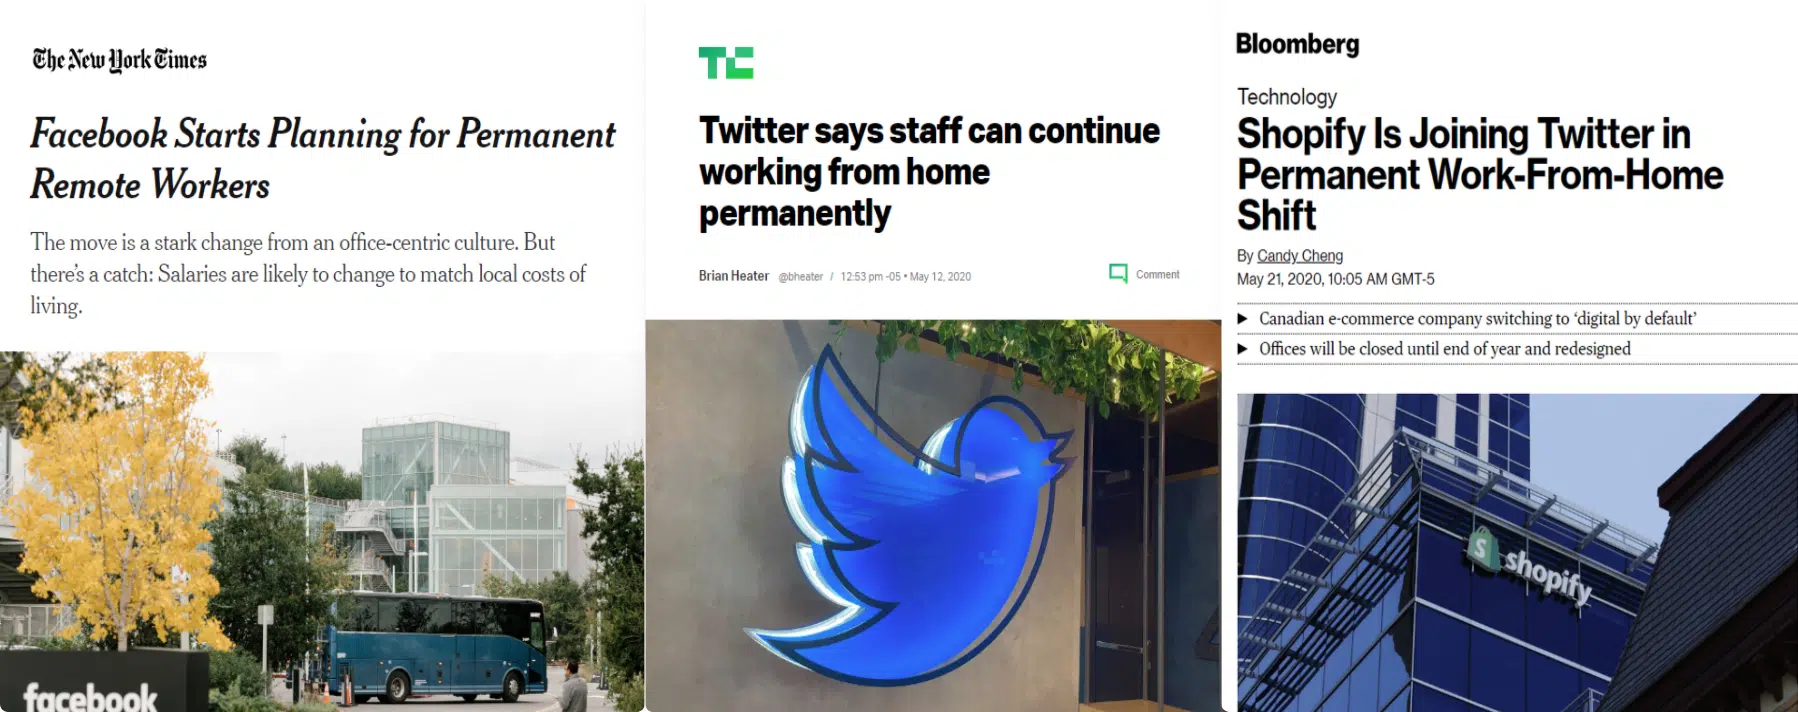 The New York Times
Facebook Starts Planning for Permanent
Remote Workers
The move is a stark change from an office-centric culture. But
there's a catch: Salaries are likely to change to match local costs of
living.
facebook
TC
Twitter says staff can continue
working from home
permanently
Brian Heater @bheater / 12:53 pm -05 • May 12, 2020
Comment
Bloomberg
Technology
Shopify Is Joining Twitter in
Permanent Work-From-Home
Shift
By Candy Cheng
May 21, 2020, 10:05 AM GMT-5
Canadian e-commerce company switching to ‘digital by default’
Offices will be closed until end of year and redesigned
S shopify